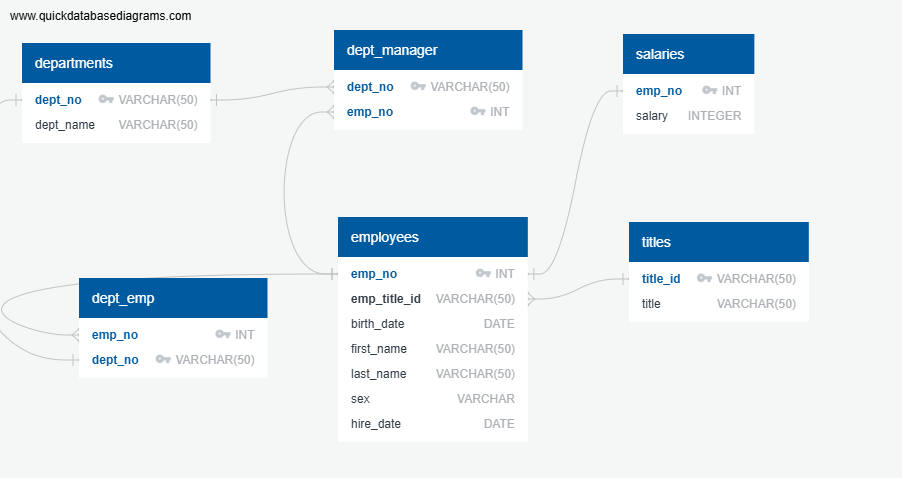 www.quickdatabasediagrams.com
departments
dept_no VARCHAR(50)
dept_name VARCHAR(50)
dept_manager
dept_no VARCHAR(50)
emp_no INT
salaries
emp_no INT
salary INTEGER
employees
emp_no INT
emp_title_id VARCHAR(50)
birth_date DATE
first_name VARCHAR(50)
last_name VARCHAR(50)
sex VARCHAR
hire_date DATE
titles
title_id VARCHAR(50)
title VARCHAR(50)
dept_emp
emp_no INT
dept_no VARCHAR(50)